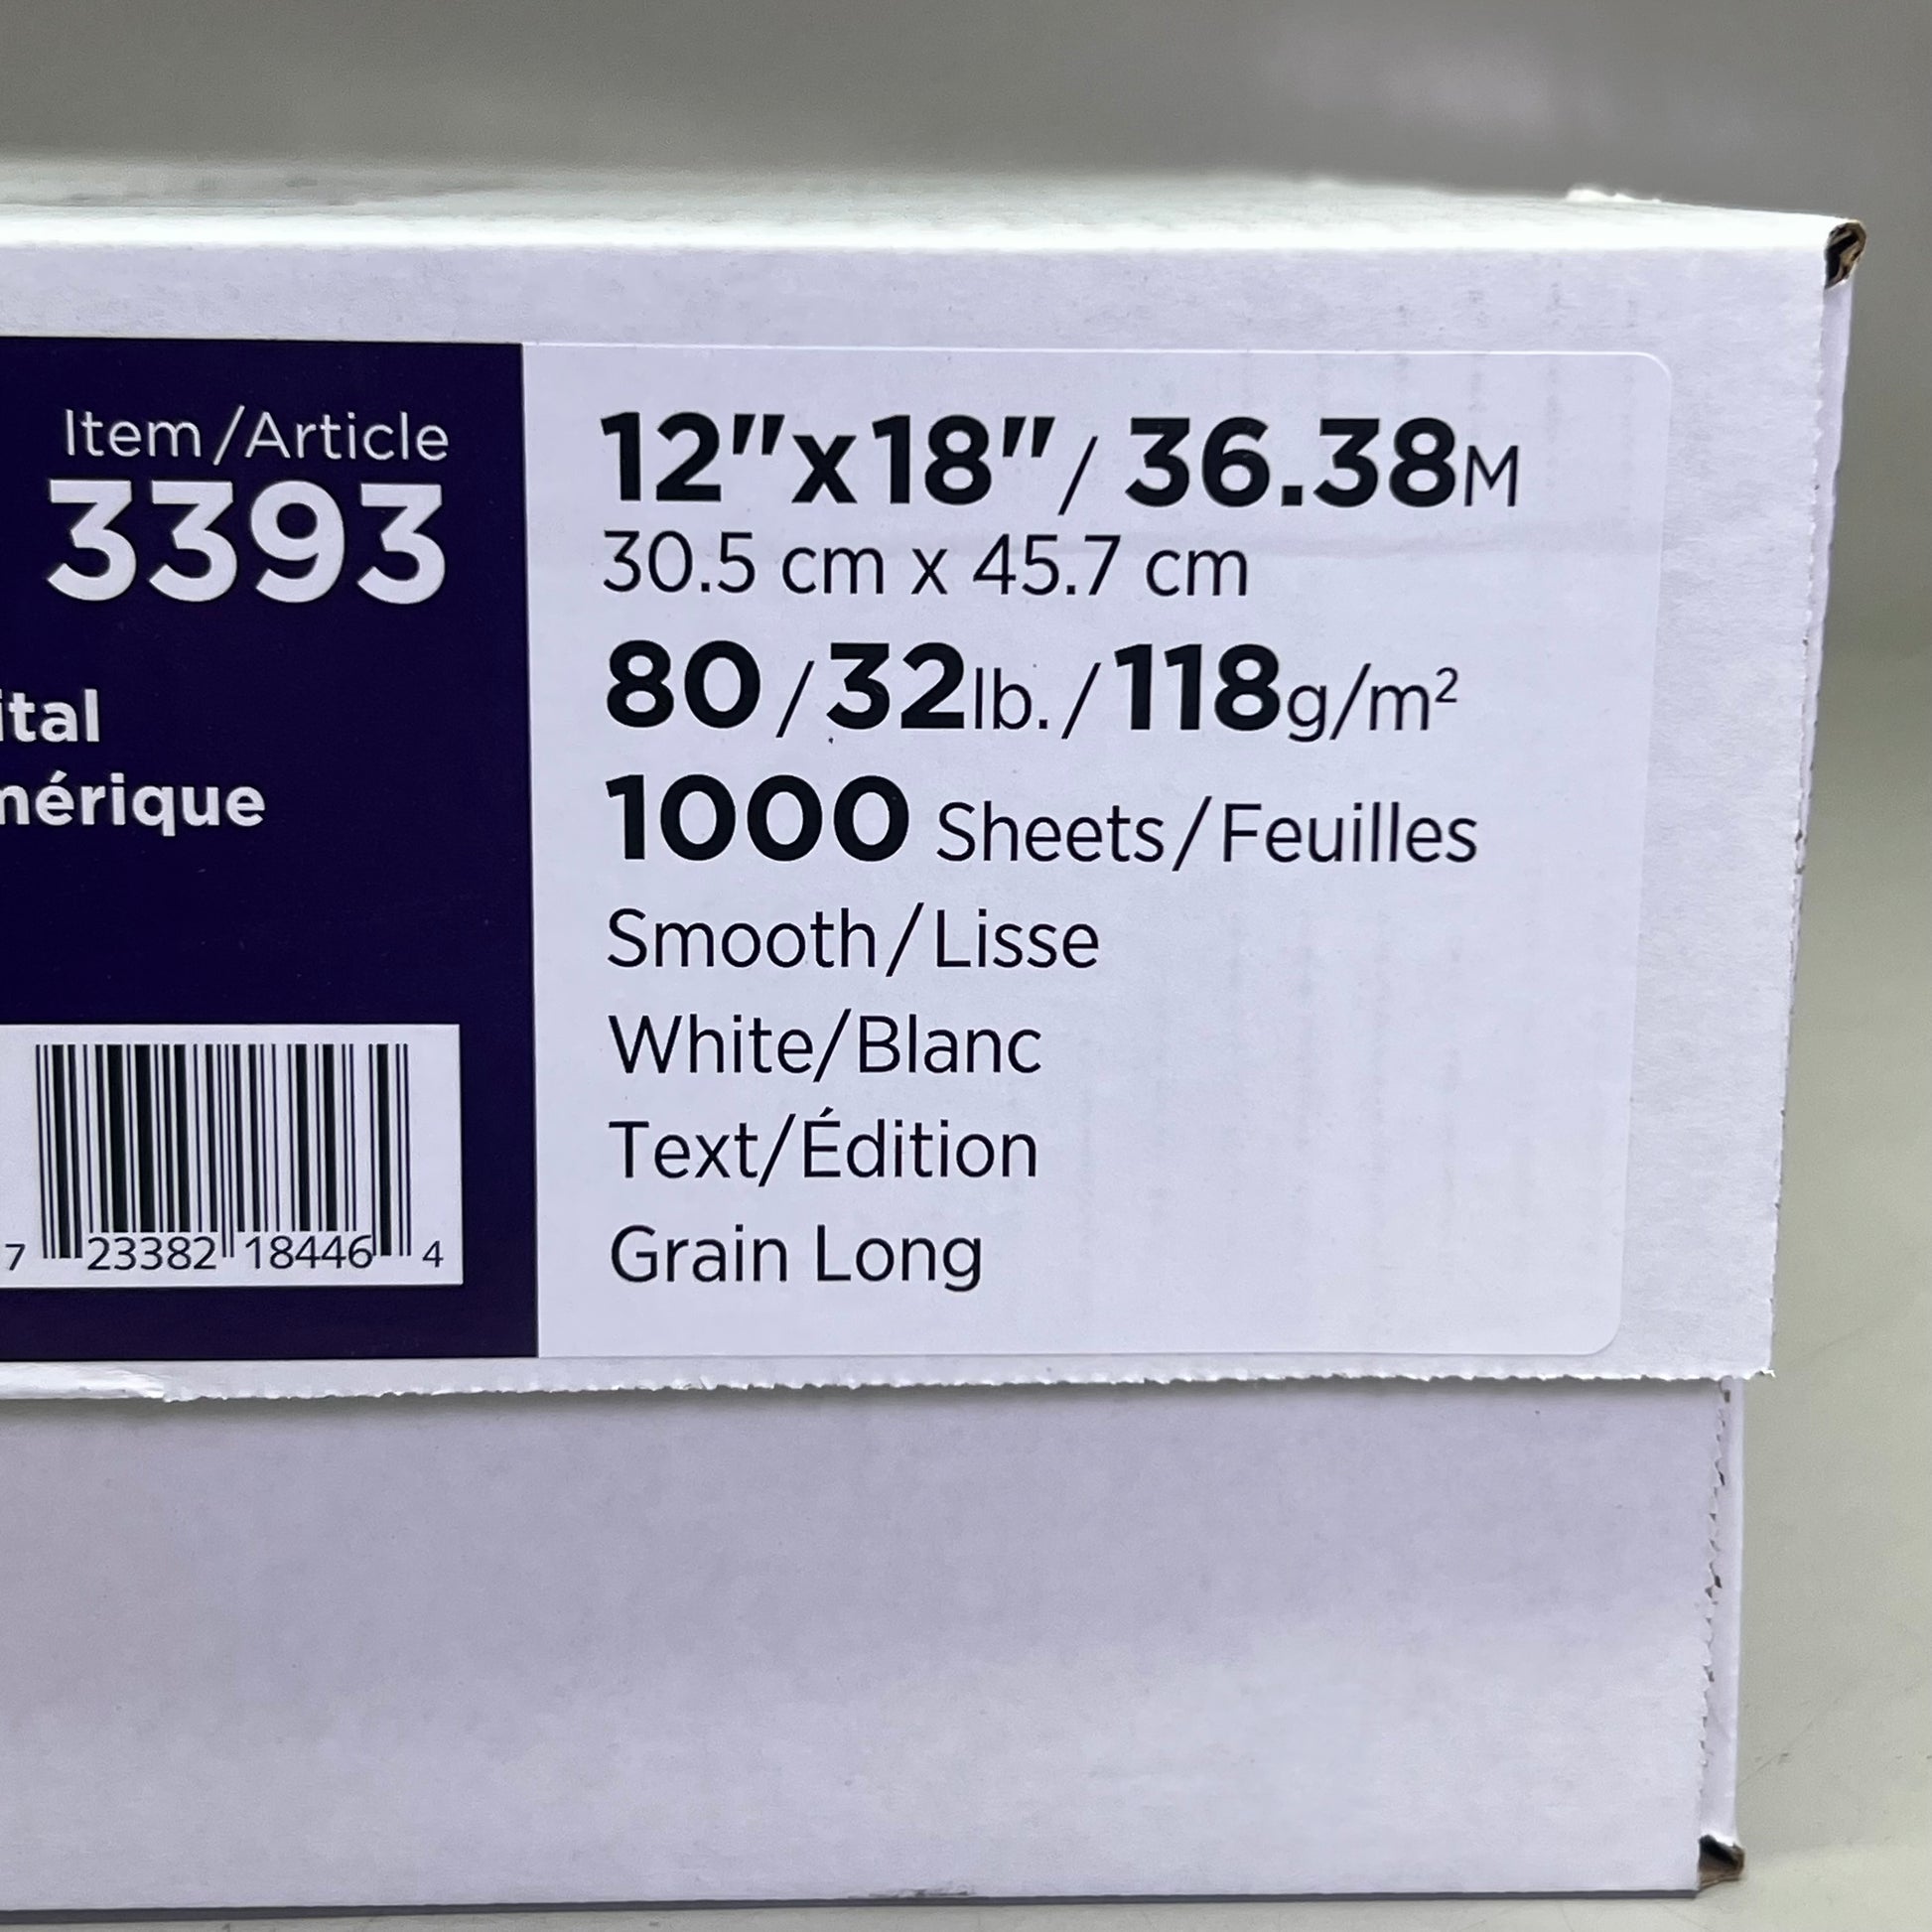 Item/Article
3393
ital
mérique
7 23382 18446 4
12"x18"/ 36.38M
30.5 cm x 45.7 cm
80/32lb./118g/m²
1000 Sheets/Feuilles
Smooth/Lisse
White/Blanc
Text/Édition
Grain Long